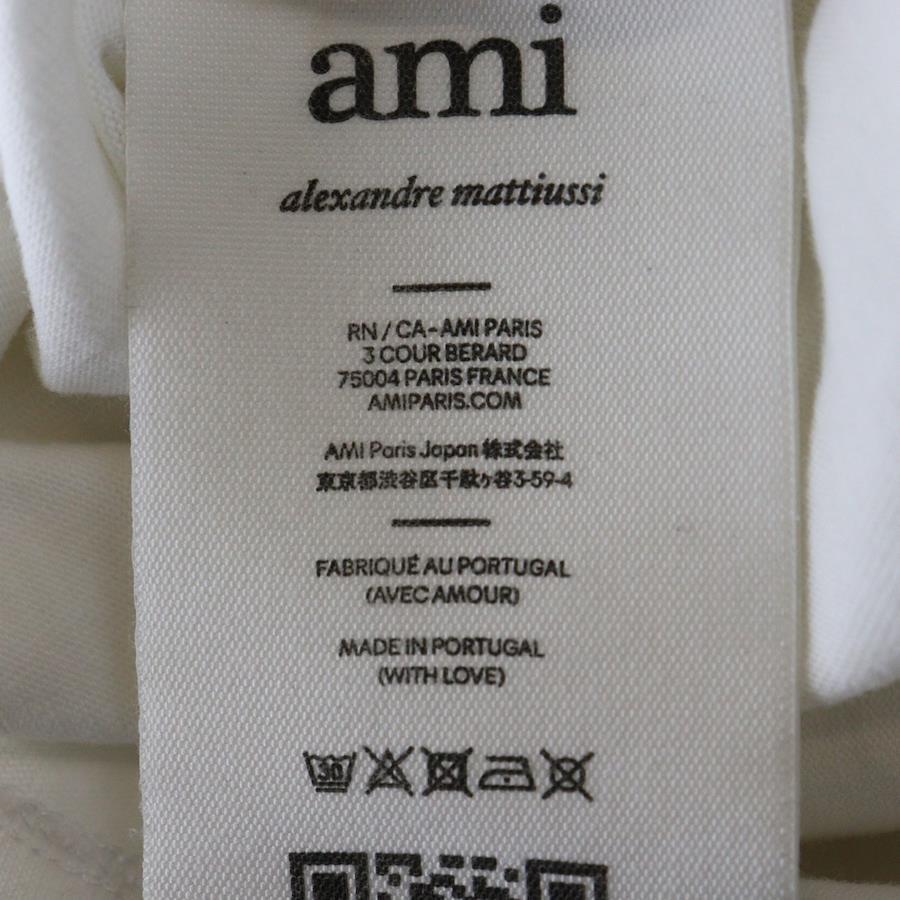 ami
alexandre mattiussi
RN / CA-AMI PARIS
3 COUR BERARD
75004 PARIS FRANCE
AMIPARIS.COM
AMI Paris Japan 株式会社
東京都渋谷区千駄ヶ谷3-59-4
FABRIQUÉ AU PORTUGAL
(AVEC AMOUR)
MADE IN PORTUGAL
(WITH LOVE)
30